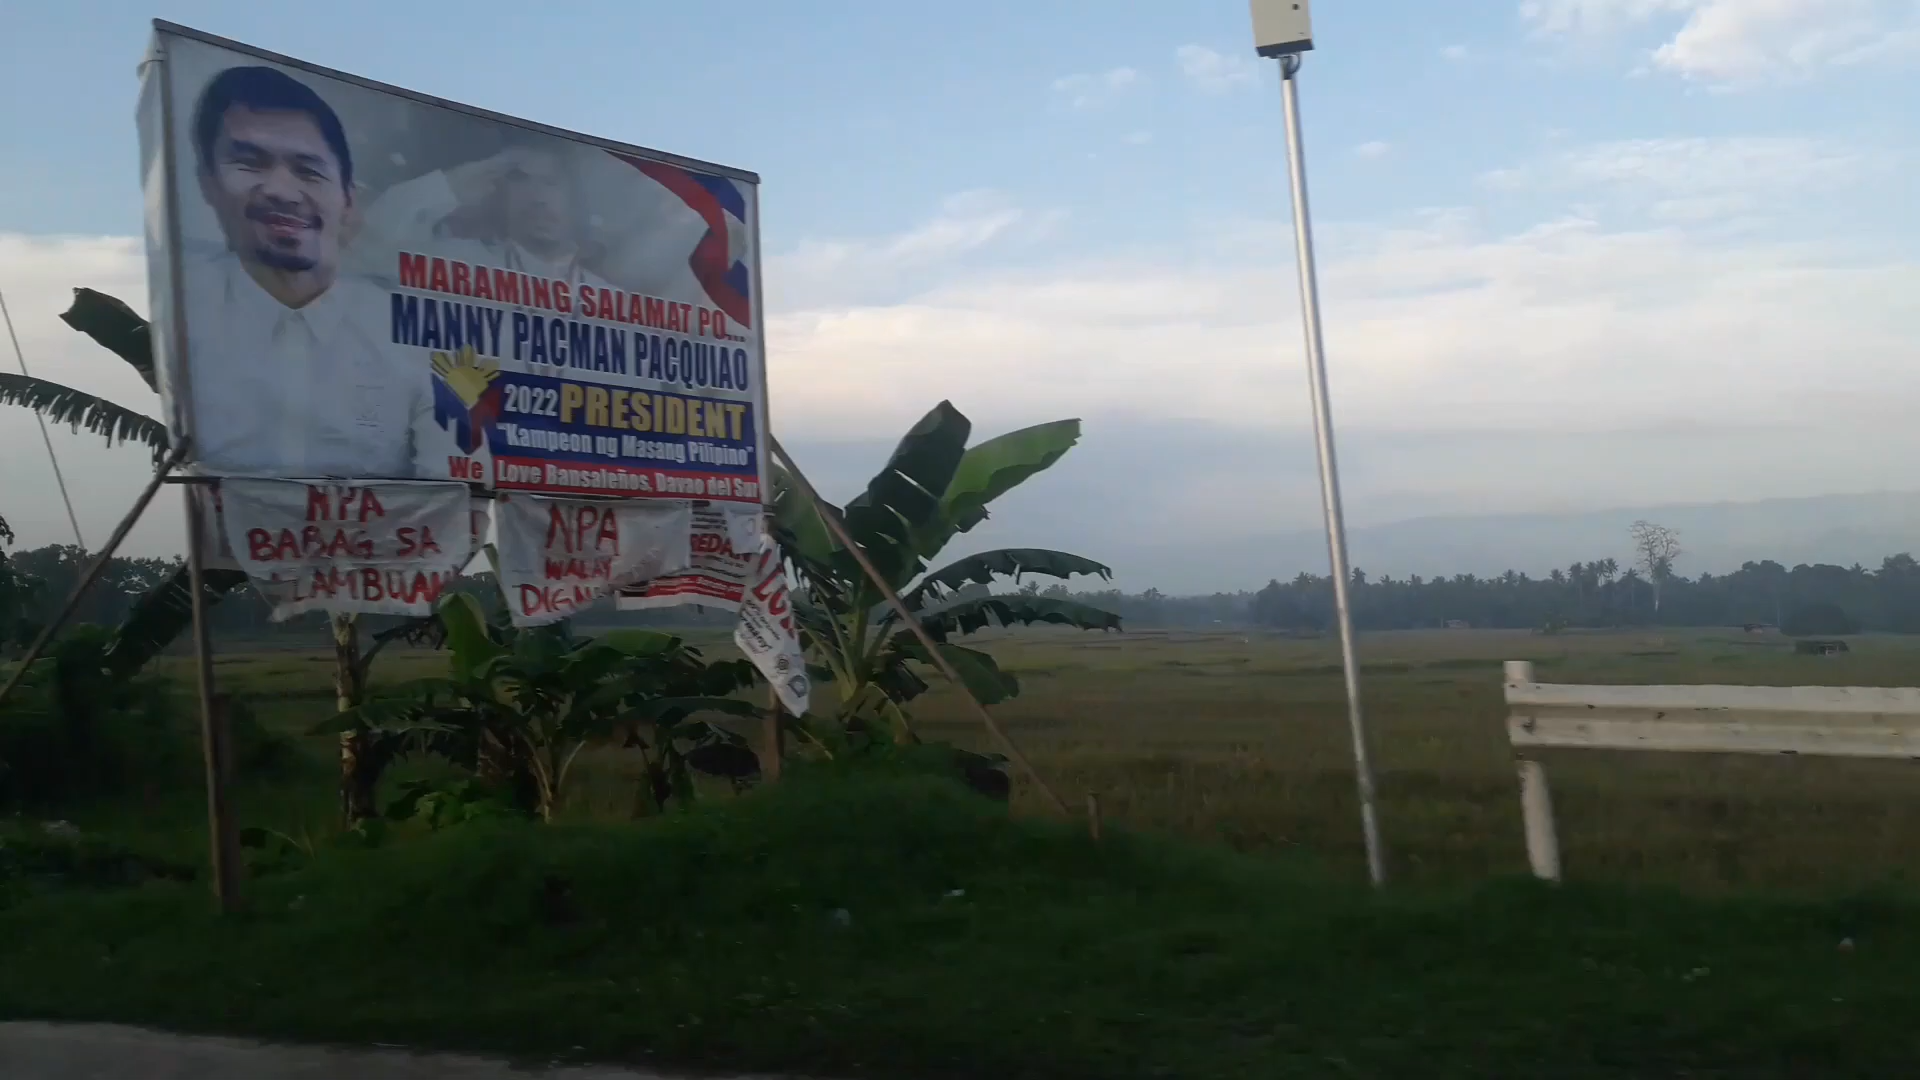 MARAMING SALAMAT PO...
MANNY PACMAN PACQUIAO
2022 PRESIDENT
"Kampeon ng Masang Pilipino"
We Love Bansaleños, Davao del Sur
NPA
BABAG SA
LAMBUAN
NPA
WALAY
DIGN